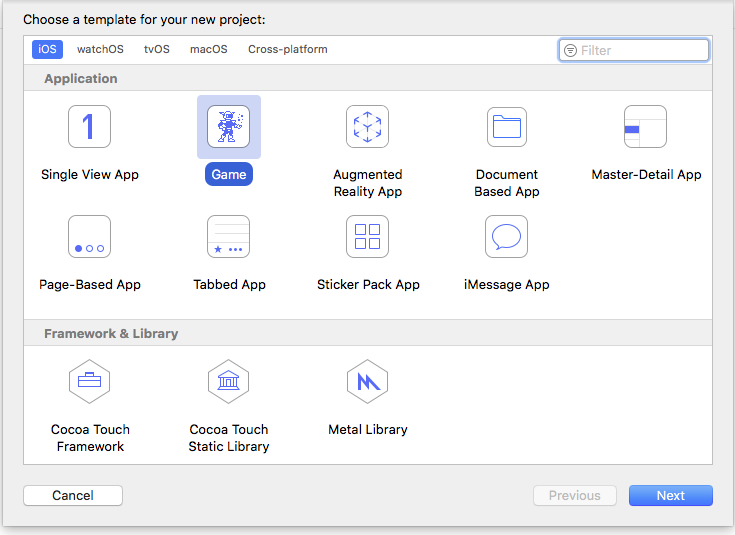 Choose a template for your new project:
iOS watchOS tvOS macOS Cross-platform Filter
Application
1
Single View App Game Augmented Reality App Document Based App Master-Detail App
Page-Based App Tabbed App Sticker Pack App iMessage App
Framework & Library
Cocoa Touch Framework Cocoa Touch Static Library Metal Library
Cancel Previous Next